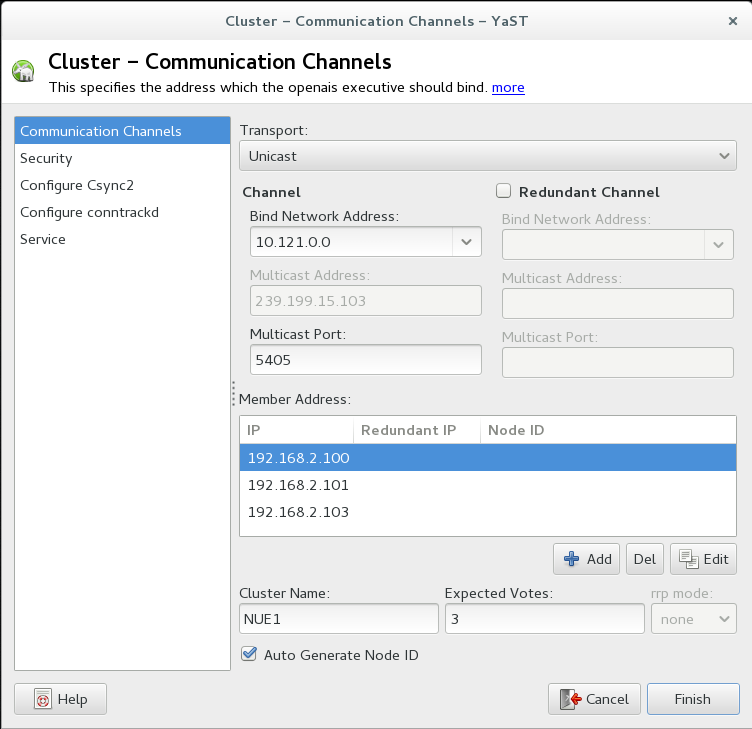 Cluster – Communication Channels – YaST
Cluster – Communication Channels
This specifies the address which the openais executive should bind. more
Communication Channels
Security
Configure Csync2
Configure conntrackd
Service
Transport:
Unicast
Channel
Bind Network Address:
10.121.0.0
Multicast Address:
239.199.15.103
Multicast Port:
5405
Redundant Channel
Bind Network Address:
Multicast Address:
Multicast Port:
Member Address:
IP Redundant IP Node ID
192.168.2.100
192.168.2.101
192.168.2.103
Add Del Edit
Cluster Name: Expected Votes: rrp mode:
NUE1 3 none
Auto Generate Node ID
Help Cancel Finish